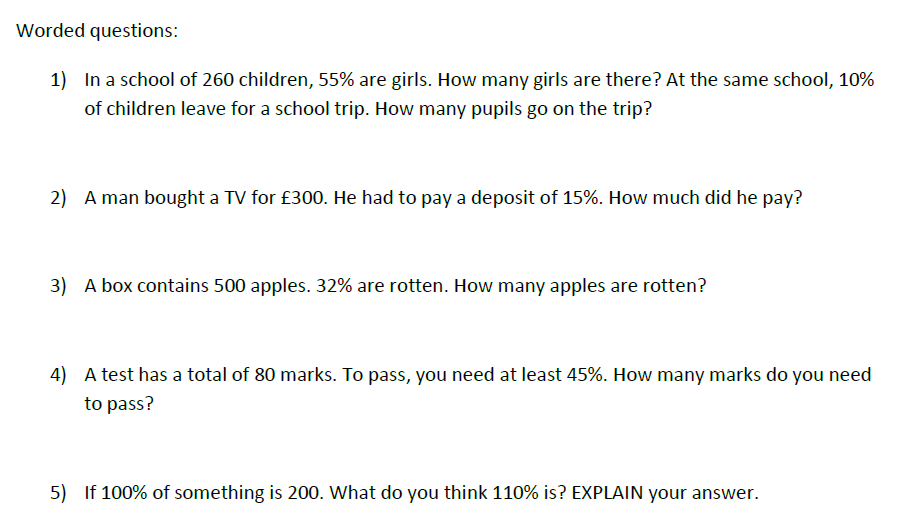 Worded questions:
1) In a school of 260 children, 55% are girls. How many girls are there? At the same school, 10%
of children leave for a school trip. How many pupils go on the trip?
2) A man bought a TV for £300. He had to pay a deposit of 15%. How much did he pay?
3) A box contains 500 apples. 32% are rotten. How many apples are rotten?
4) A test has a total of 80 marks. To pass, you need at least 45%. How many marks do you need
to pass?
5) If 100% of something is 200. What do you think 110% is? EXPLAIN your answer.